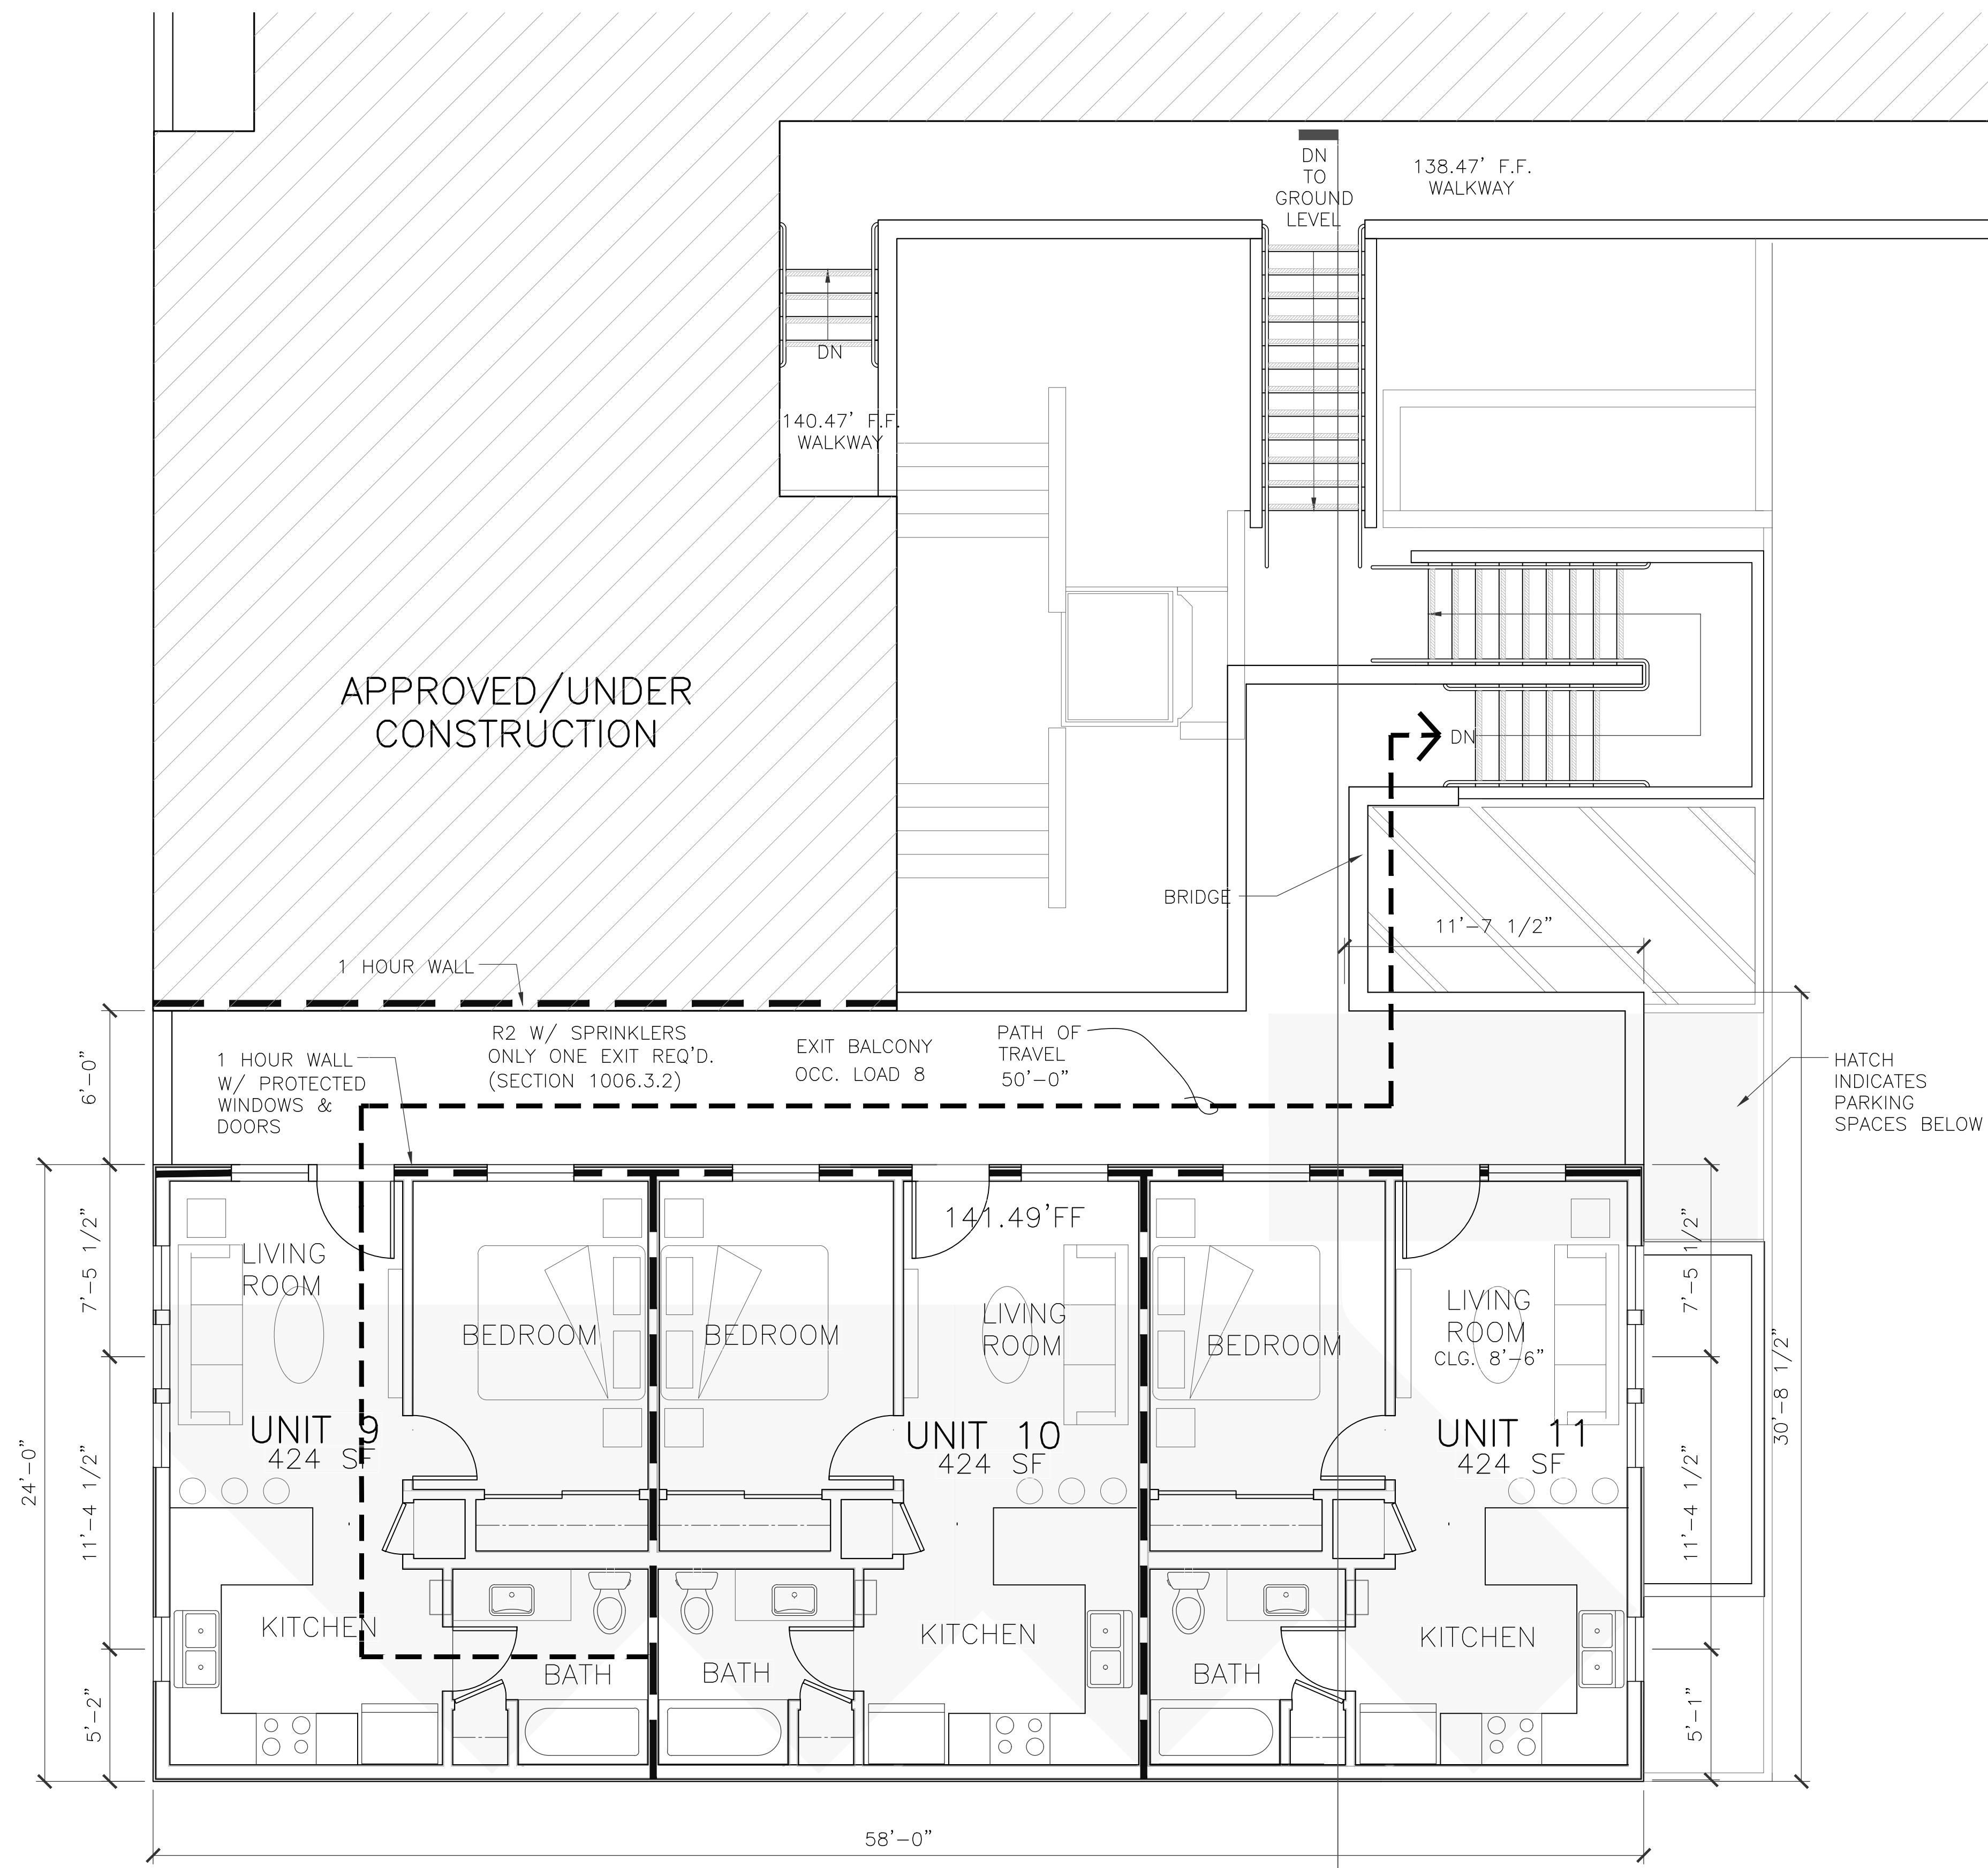 DN
TO
GROUND
LEVEL
138.47' F.F.
WALKWAY
DN
140.47' F.F.
WALKWAY
APPROVED/UNDER
CONSTRUCTION
DN
BRIDGE
11'-7 1/2"
1 HOUR WALL
R2 W/ SPRINKLERS
ONLY ONE EXIT REQ'D.
(SECTION 1006.3.2)
EXIT BALCONY
OCC. LOAD 8
PATH OF
TRAVEL
50'-0"
1 HOUR WALL
W/ PROTECTED
WINDOWS &
DOORS
HATCH
INDICATES
PARKING
SPACES BELOW
6'-0"
7'-5 1/2"
11'-4 1/2"
5'-2"
24'-0"
LIVING
ROOM
BEDROOM
UNIT 9
424 SF
KITCHEN
BATH
141.49'FF
BEDROOM
LIVING
ROOM
UNIT 10
424 SF
BATH
KITCHEN
BEDROOM
LIVING
ROOM
CLG. 8'-6"
UNIT 11
424 SF
BATH
KITCHEN
7'-5 1/2"
11'-4 1/2"
5'-1"
30'-8 1/2"
58'-0"